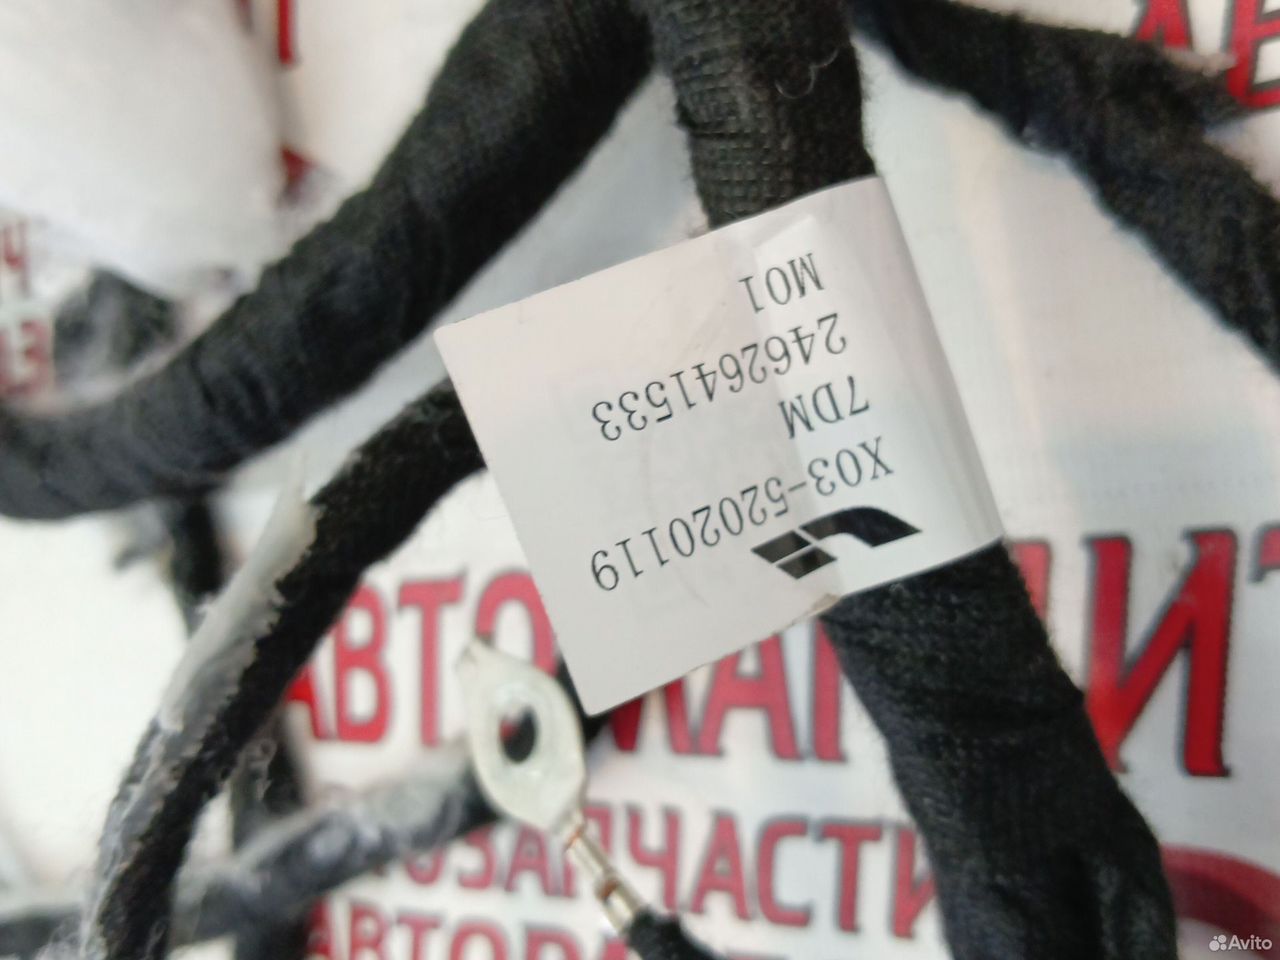 X03-52020119
7DM
2462641533
M01
АВТО
АВТОЗАПЧАСТИ
Avito